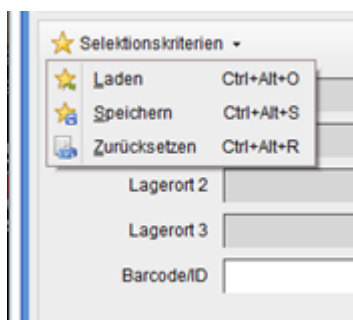 Selektionskriterien
Laden Ctrl+Alt+O
Speichern Ctrl+Alt+S
Zurücksetzen Ctrl+Alt+R
Lagerort 2
Lagerort 3
Barcode/ID